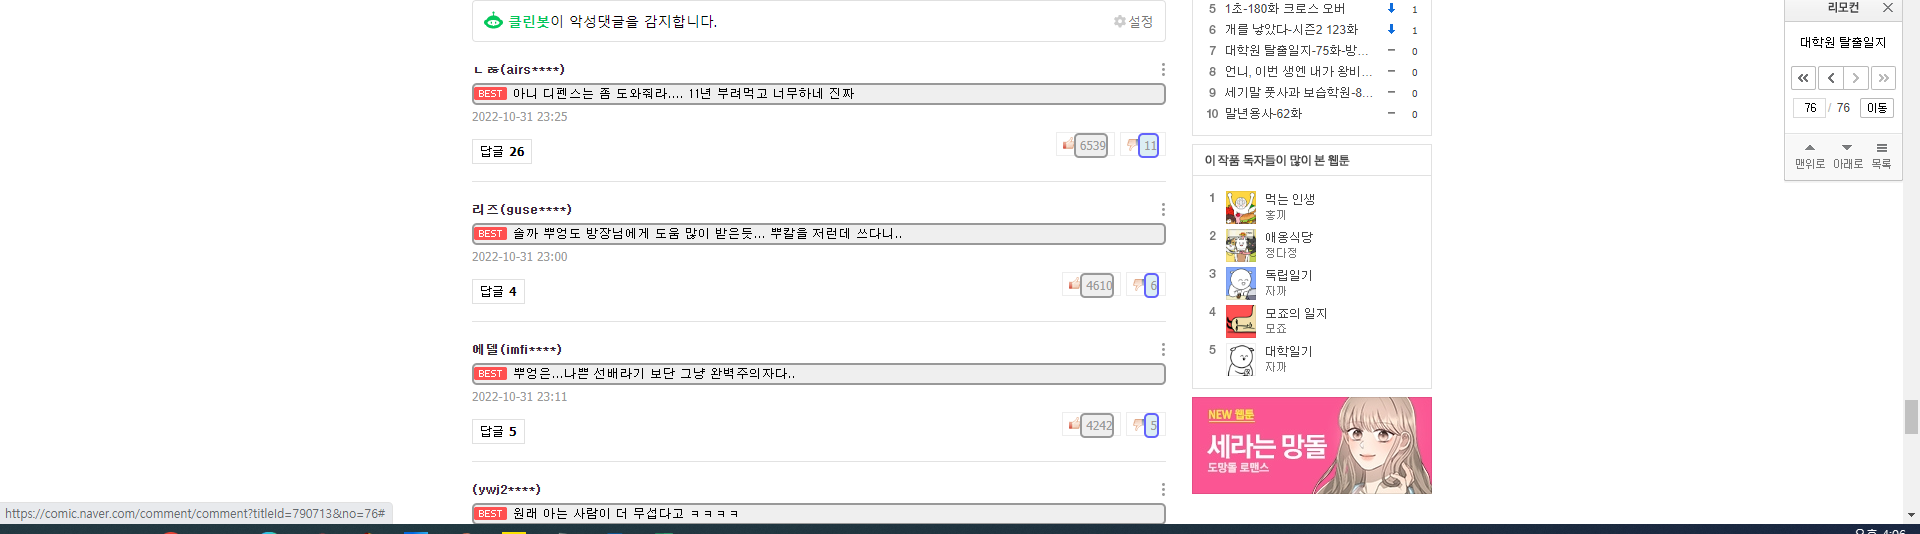 클린봇이 악성댓글을 감지합니다.
설정
ㄴㅎ(airs****)
BEST 아니 디펜스는 좀 도와줘라.... 11년 부려먹고 너무하네 진짜
2022-10-31 23:25
답글 26
6539
11
리즈(guse****)
BEST 솔까 뿌엉도 방장님에게 도움 많이 받은듯... 뿌칼을 저런데 쓰다니..
2022-10-31 23:00
답글 4
4610
6
에델(imfi****)
BEST 뿌엉은...나쁜 선배라기 보단 그냥 완벽주의자다..
2022-10-31 23:11
답글 5
4242
5
(ywj2****)
BEST 원래 아는 사람이 더 무섭다고 ㅋㅋㅋㅋ
5 1초-180화 크로스 오버 1
6 개를 낳았다-시즌2 123화 1
7 대학원 탈출일지-75화-방... 0
8 언니, 이번 생엔 내가 왕비... 0
9 세기말 풋사과 보습학원-8... 0
10 말년용사-62화 0
이 작품 독자들이 많이 본 웹툰
1 먹는 인생
홍끼
2 애옹식당
정다정
3 독립일기
자까
4 모죠의 일지
모죠
5 대학일기
자까
NEW 웹툰
세라는 망돌
도망돌 로맨스
리모컨
대학원 탈출일지
76 / 76 이동
맨위로 아래로 목록
https://comic.naver.com/comment/comment?titleId=790713&no=76#